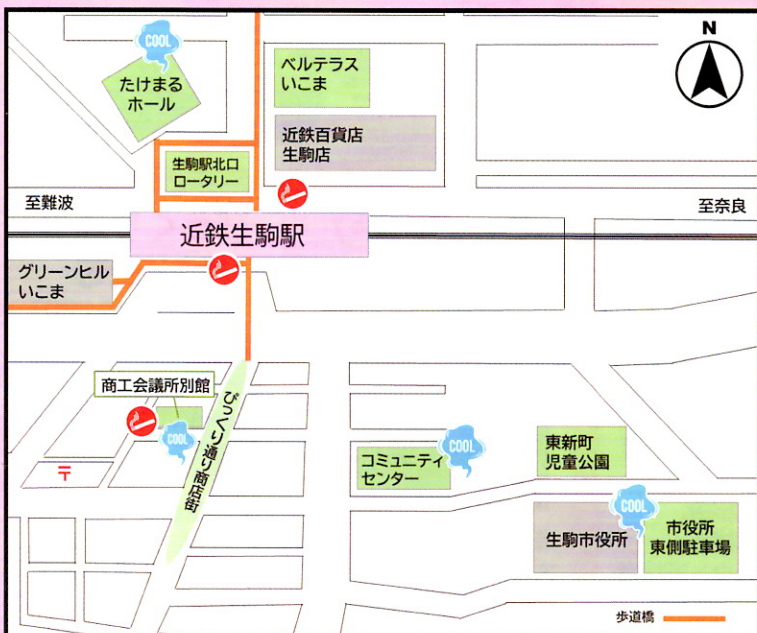 COOL
たけまる
ホール
ベルテラス
いこま
N
近鉄百貨店
生駒店
生駒駅北口
ロータリー
至難波
至奈良
近鉄生駒駅
グリーンヒル
いこま
商工会議所別館
COOL
〒
びっくり通り商店街
コミュニティ
センター
COOL
東新町
児童公園
COOL
生駒市役所
市役所
東側駐車場
歩道橋